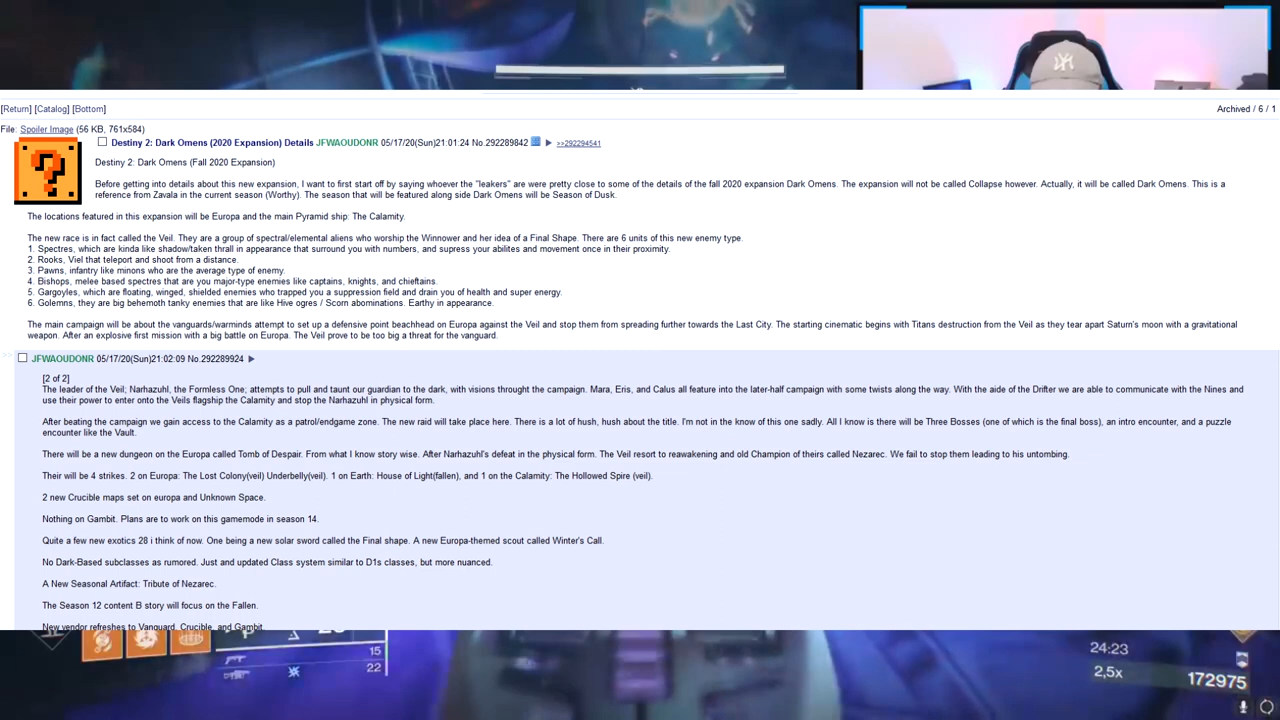 [Return] [Catalog] [Bottom]
Archived / 6 / 1
File: Spoiler Image (56 KB, 761x584)
Destiny 2: Dark Omens (2020 Expansion) Details JFWAOUDONR 05/17/20(Sun)21:01:24 No.292289842 >>292294541
Destiny 2: Dark Omens (Fall 2020 Expansion)
Before getting into details about this new expansion, I want to first start off by saying whoever the "leakers" are were pretty close to some of the details of the fall 2020 expansion Dark Omens. The expansion will not be called Collapse however. Actually, it will be called Dark Omens. This is a
reference from Zavala in the current season (Worthy). The season that will be featured along side Dark Omens will be Season of Dusk.
The locations featured in this expansion will be Europa and the main Pyramid ship: The Calamity.
The new race is in fact called the Veil. They are a group of spectral/elemental aliens who worship the Winnower and her idea of a Final Shape. There are 6 units of this new enemy type.
1. Spectres, which are kinda like shadow/taken thrall in appearance that surround you with numbers, and supress your abilites and movement once in their proximity.
2. Rooks, Viel that teleport and shoot from a distance.
3. Pawns, infantry like minons who are the average type of enemy.
4. Bishops, melee based spectres that are you major-type enemies like captains, knights, and chieftains.
5. Gargoyles, which are floating, winged, shielded enemies who trapped you a suppression field and drain you of health and super energy.
6. Golemns, they are big behemoth tanky enemies that are like Hive ogres / Scorn abominations. Earthy in appearance.
The main campaign will be about the vanguards/warminds attempt to set up a defensive point beachhead on Europa against the Veil and stop them from spreading further towards the Last City. The starting cinematic begins with Titans destruction from the Veil as they tear apart Saturn's moon with a gravitational
weapon. After an explosive first mission with a big battle on Europa. The Veil prove to be too big a threat for the vanguard.
>> JFWAOUDONR 05/17/20(Sun)21:02:09 No.292289924
[2 of 2]
The leader of the Veil; Narhazuhl, the Formless One; attempts to pull and taunt our guardian to the dark, with visions throught the campaign. Mara, Eris, and Calus all feature into the later-half campaign with some twists along the way. With the aide of the Drifter we are able to communicate with the Nines and
use their power to enter onto the Veils flagship the Calamity and stop the Narhazuhl in physical form.
After beating the campaign we gain access to the Calamity as a patrol/endgame zone. The new raid will take place here. There is a lot of hush, hush about the title. I'm not in the know of this one sadly. All I know is there will be Three Bosses (one of which is the final boss), an intro encounter, and a puzzle
encounter like the Vault.
There will be a new dungeon on the Europa called Tomb of Despair. From what I know story wise. After Narhazuhl's defeat in the physical form. The Veil resort to reawakening and old Champion of theirs called Nezarec. We fail to stop them leading to his untombing.
Their will be 4 strikes. 2 on Europa: The Lost Colony(veil) Underbelly(veil). 1 on Earth: House of Light(fallen), and 1 on the Calamity: The Hollowed Spire (veil).
2 new Crucible maps set on europa and Unknown Space.
Nothing on Gambit. Plans are to work on this gamemode in season 14.
Quite a few new exotics 28 i think of now. One being a new solar sword called the Final shape. A new Europa-themed scout called Winter's Call.
No Dark-Based subclasses as rumored. Just and updated Class system similar to D1s classes, but more nuanced.
A New Seasonal Artifact: Tribute of Nezarec.
The Season 12 content B story will focus on the Fallen.
New vendor refreshes to Vanguard, Crucible, and Gambit.
15
22
24:23
2,5x
172975